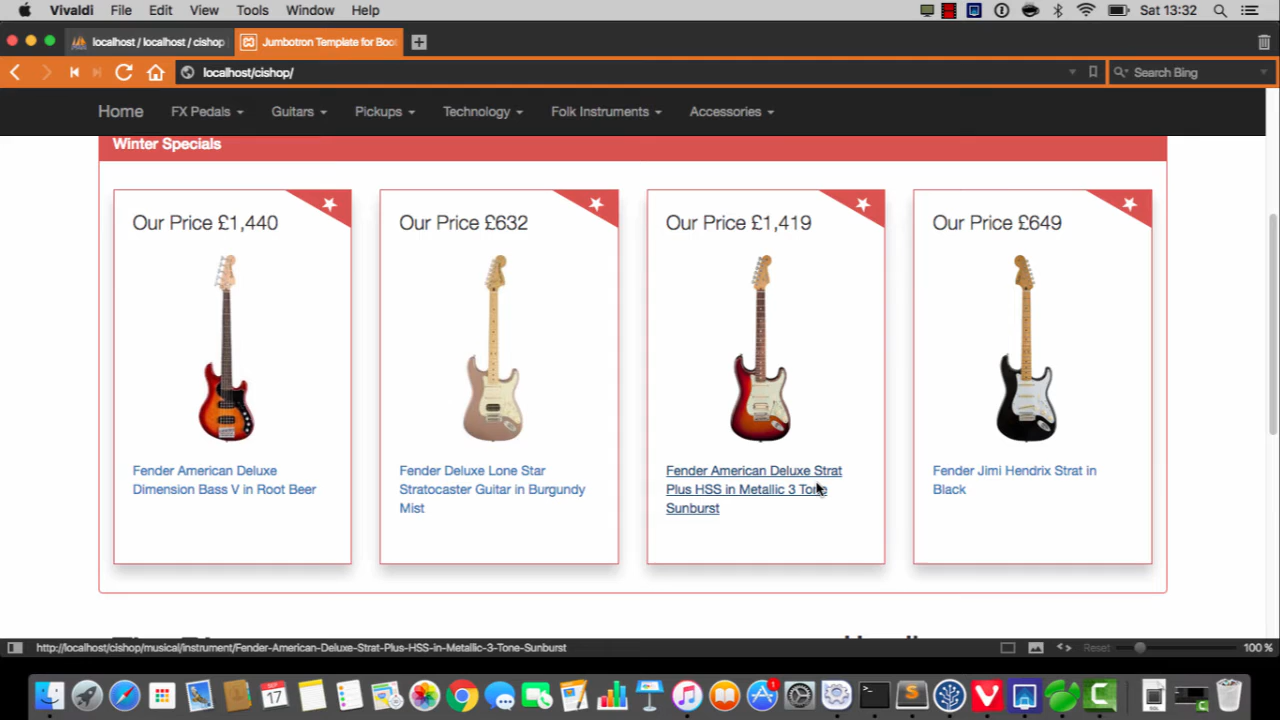 Vivaldi File Edit View Tools Window Help Sat 13:32
localhost / localhost / cishop Jumbotron Template for Boo
localhost/cishop/ Search Bing
Home FX Pedals Guitars Pickups Technology Folk Instruments Accessories
Winter Specials
Our Price £1,440
Our Price £632
Our Price £1,419
Our Price £649
Fender American Deluxe
Dimension Bass V in Root Beer
Fender Deluxe Lone Star
Stratocaster Guitar in Burgundy
Mist
Fender American Deluxe Strat
Plus HSS in Metallic 3 Tone
Sunburst
Fender Jimi Hendrix Strat in
Black
http://localhost/cishop/musical/instrument/Fender-American-Deluxe-Strat-Plus-HSS-in-Metallic-3-Tone-Sunburst Reset 100 %
SEP
17
1